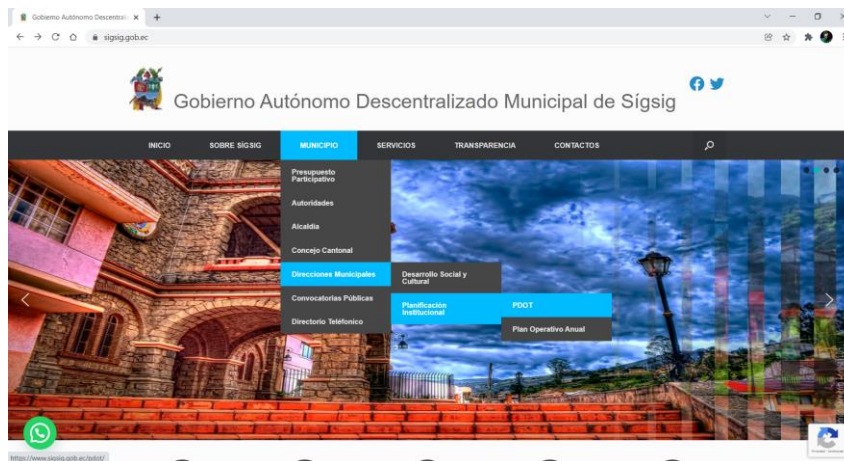 Gobierno Autónomo Descentrali
sigsig.gob.ec
Gobierno Autónomo Descentralizado Municipal de Sígsig
INICIO
SOBRE SÍGSIG
MUNICIPIO
SERVICIOS
TRANSPARENCIA
CONTACTOS
Presupuesto
Participativo
Autoridades
Alcaldía
Concejo Cantonal
Direcciones Municipales
Desarrollo Social y
Cultural
Convocatorias Públicas
Planificación
Institucional
PDOT
Directorio Teléfonico
Plan Operativo Anual
https://www.sigsig.gob.ec/pdot/